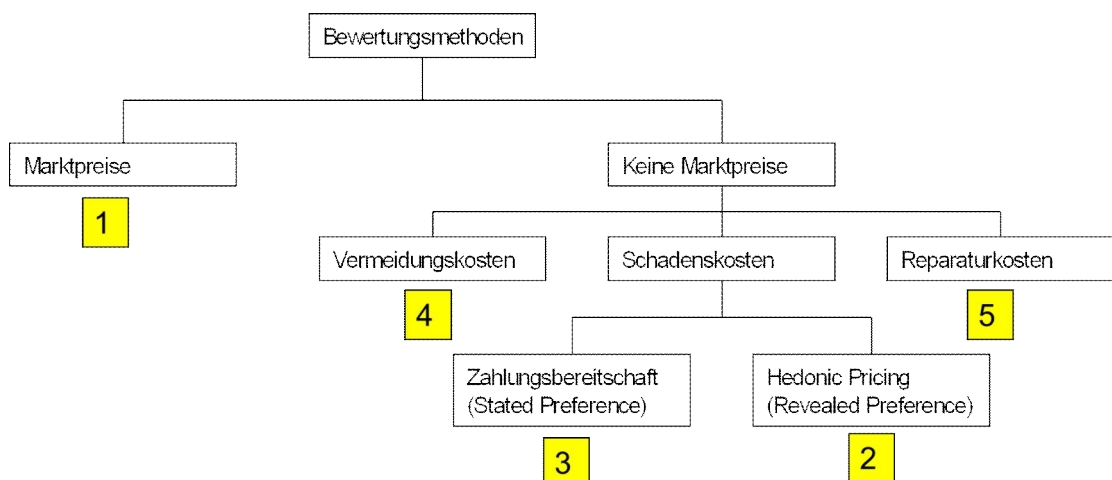 Bewertungsmethoden
Marktpreise
Keine Marktpreise
1
Vermeidungskosten
Schadenskosten
Reparaturkosten
4
5
Zahlungsbereitschaft
(Stated Preference)
Hedonic Pricing
(Revealed Preference)
3
2